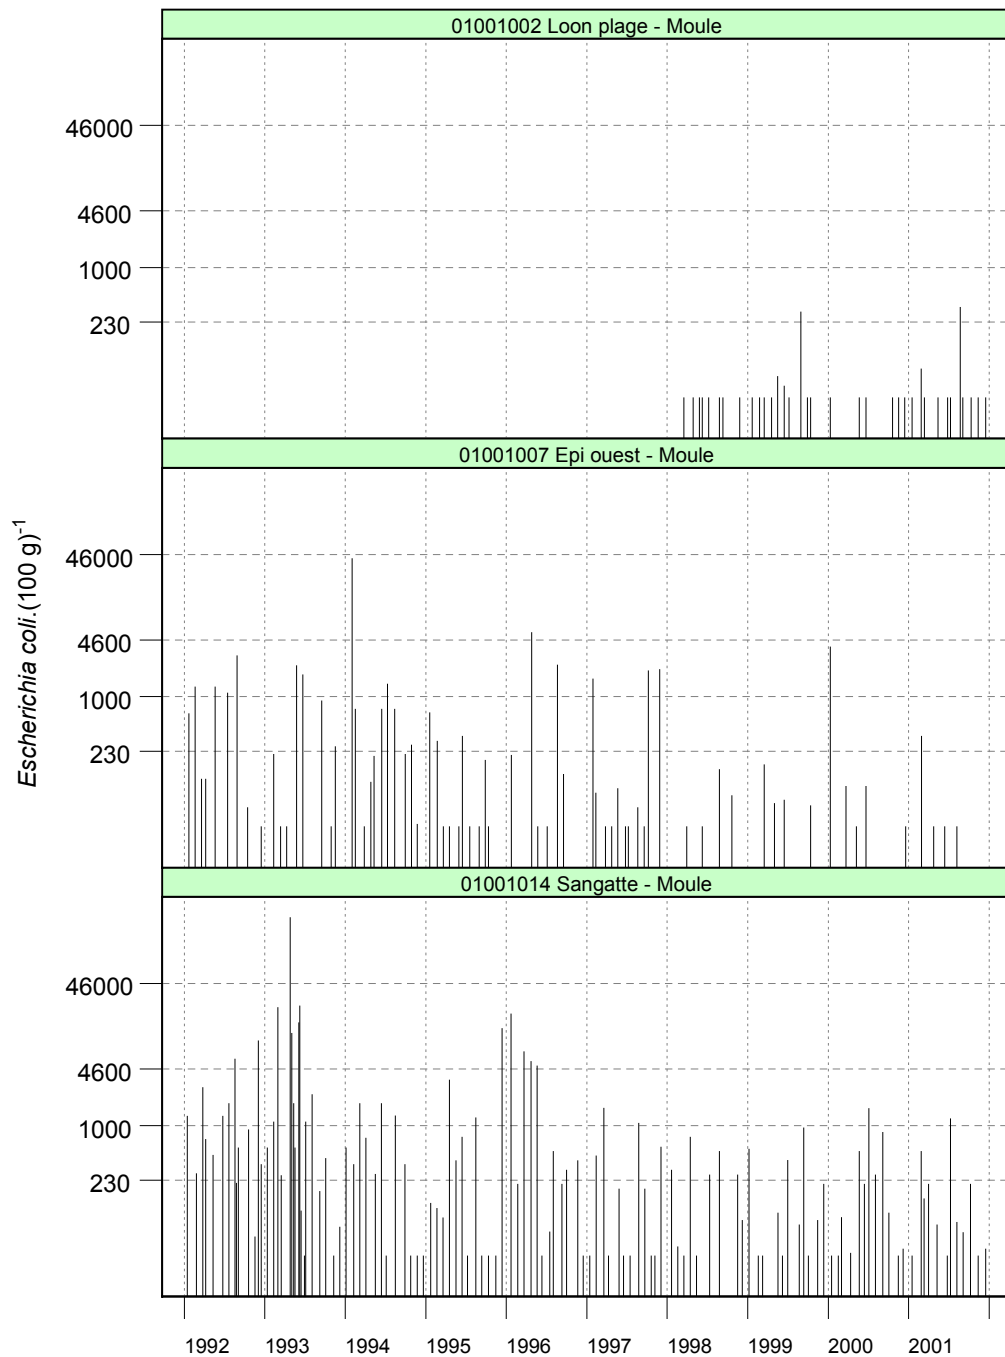 01001002 Loon plage - Moule
46000
4600
1000
230
01001007 Epi ouest - Moule
46000
4600
1000
230
01001014 Sangatte - Moule
46000
4600
1000
230
Escherichia coli.(100 g)-1
1992 1993 1994 1995 1996 1997 1998 1999 2000 2001